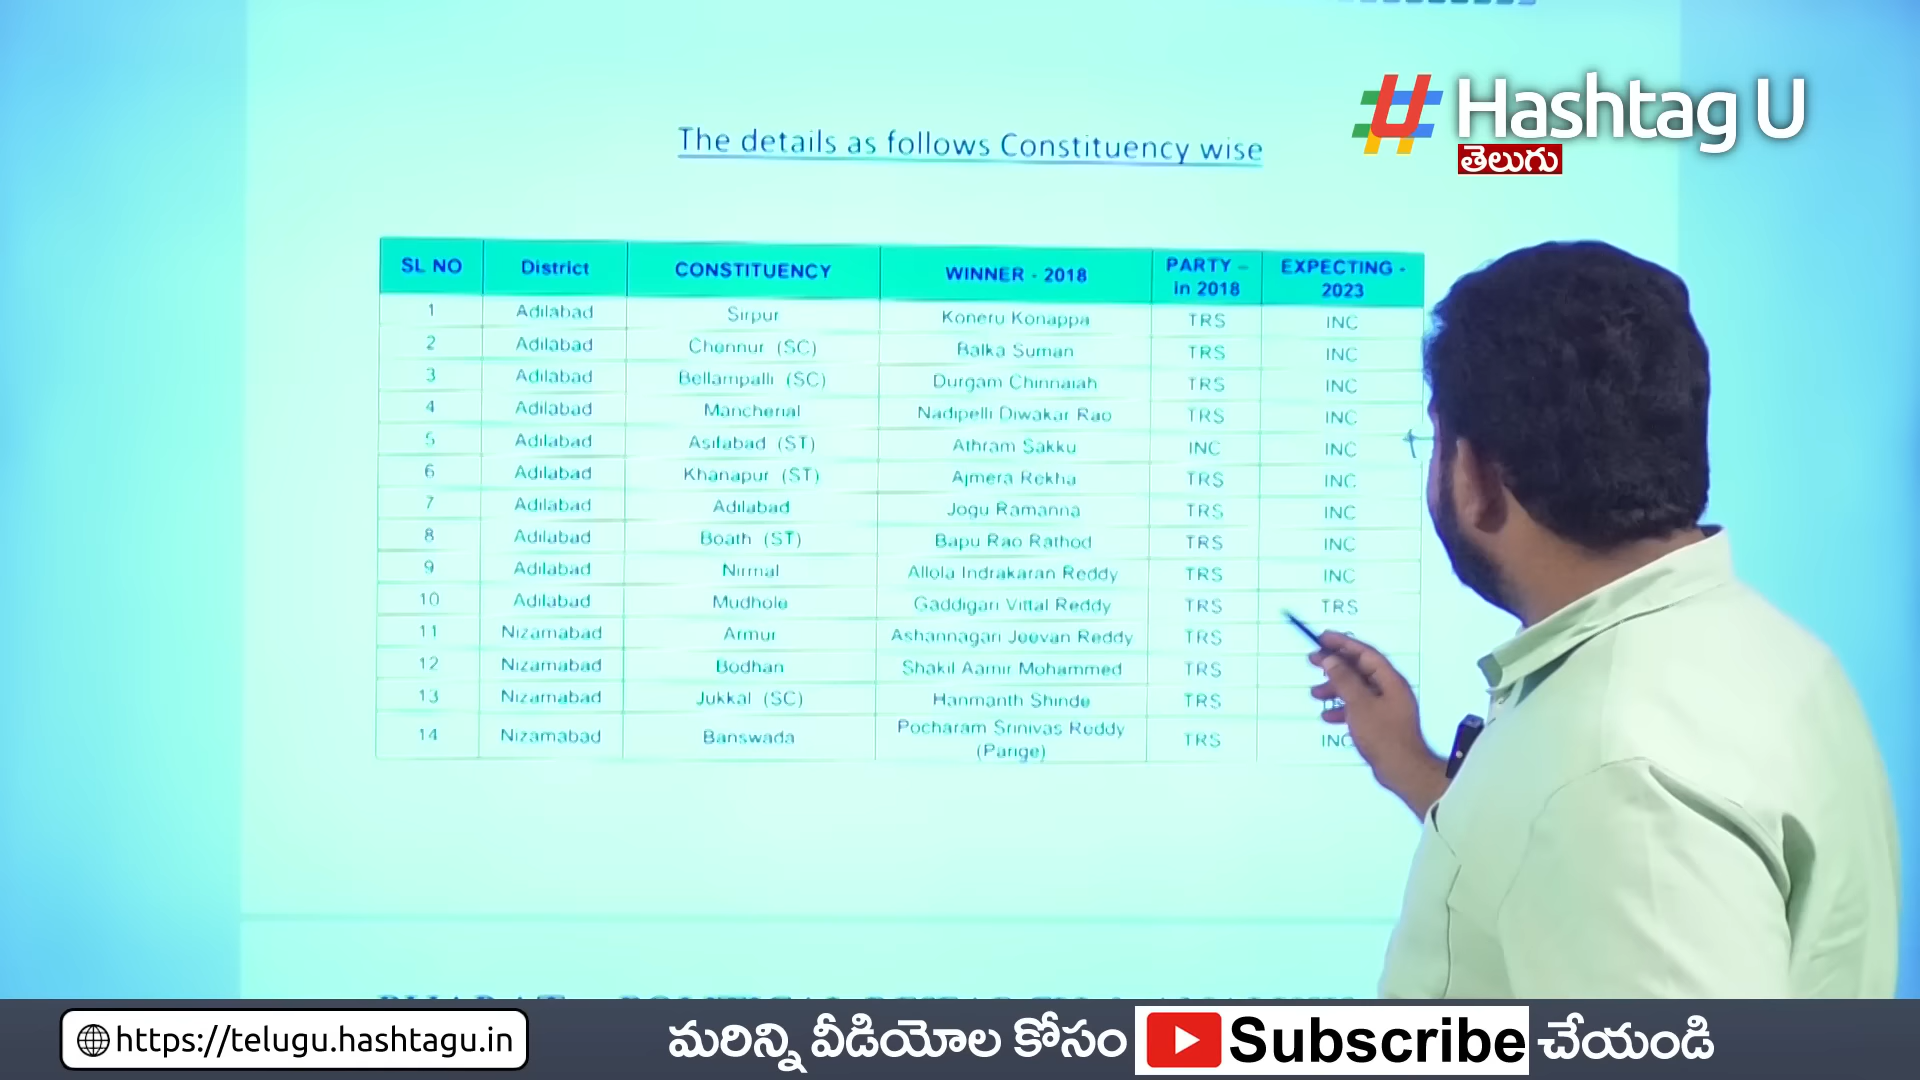 Hashtag U
తెలుగు
The details as follows Constituency wise
SL NO District CONSTITUENCY WINNER - 2018 PARTY – in 2018 EXPECTING - 2023
1 Adilabad Sirpur Koneru Konappa TRS INC
2 Adilabad Chennur (SC) Balka Suman TRS INC
3 Adilabad Bellampalli (SC) Durgam Chinnaiah TRS INC
4 Adilabad Mancherial Nadipelli Diwakar Rao TRS INC
5 Adilabad Asifabad (ST) Athram Sakku INC INC
6 Adilabad Khanapur (ST) Ajmera Rekha TRS INC
7 Adilabad Adilabad Jogu Ramanna TRS INC
8 Adilabad Boath (ST) Bapu Rao Rathod TRS INC
9 Adilabad Nirmal Allola Indrakaran Reddy TRS INC
10 Adilabad Mudhole Gaddigari Vittal Reddy TRS TRS
11 Nizamabad Armur Ashannagari Jeevan Reddy TRS
12 Nizamabad Bodhan Shakil Aamir Mohammed TRS
13 Nizamabad Jukkal (SC) Hanmanth Shinde TRS
14 Nizamabad Banswada Pocharam Srinivas Reddy (Parige) TRS INC
https://telugu.hashtagu.in
మరిన్ని వీడియోల కోసం Subscribe చేయండి